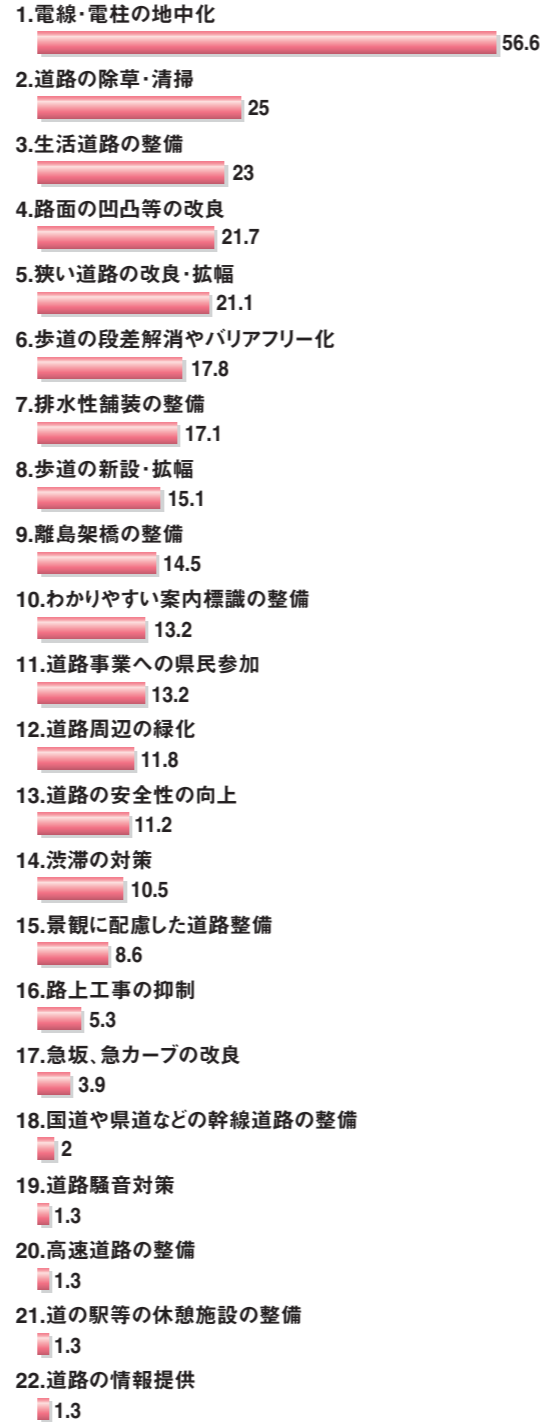 1.電線･電柱の地中化
56.6
2.道路の除草･清掃
25
3.生活道路の整備
23
4.路面の凹凸等の改良
21.7
5.狭い道路の改良･拡幅
21.1
6.歩道の段差解消やバリアフリー化
17.8
7.排水性舗装の整備
17.1
8.歩道の新設･拡幅
15.1
9.離島架橋の整備
14.5
10.わかりやすい案内標識の整備
13.2
11.道路事業への県民参加
13.2
12.道路周辺の緑化
11.8
13.道路の安全性の向上
11.2
14.渋滞の対策
10.5
15.景観に配慮した道路整備
8.6
16.路上工事の抑制
5.3
17.急坂、急カーブの改良
3.9
18.国道や県道などの幹線道路の整備
2
19.道路騒音対策
1.3
20.高速道路の整備
1.3
21.道の駅等の休憩施設の整備
1.3
22.道路の情報提供
1.3